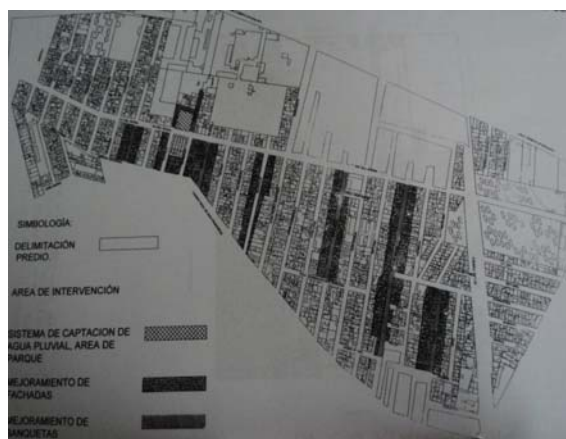 SIMBOLOGÍA:
DELIMITACIÓN
PREDIO.
AREA DE INTERVENCIÓN
SISTEMA DE CAPTACION DE
AGUA PLUVIAL, AREA DE
PARQUE
MEJORAMIENTO DE
FACHADAS
MEJORAMIENTO DE
BANQUETAS